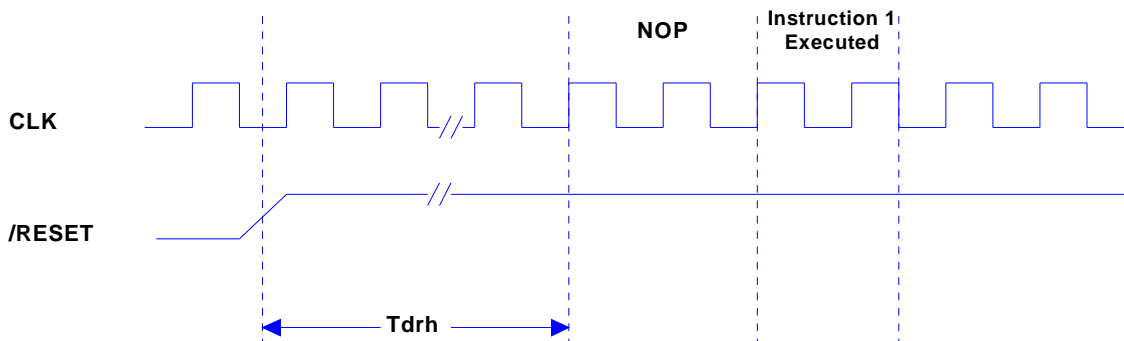 NOP
Instruction 1
Executed
CLK
/RESET
Tdrh